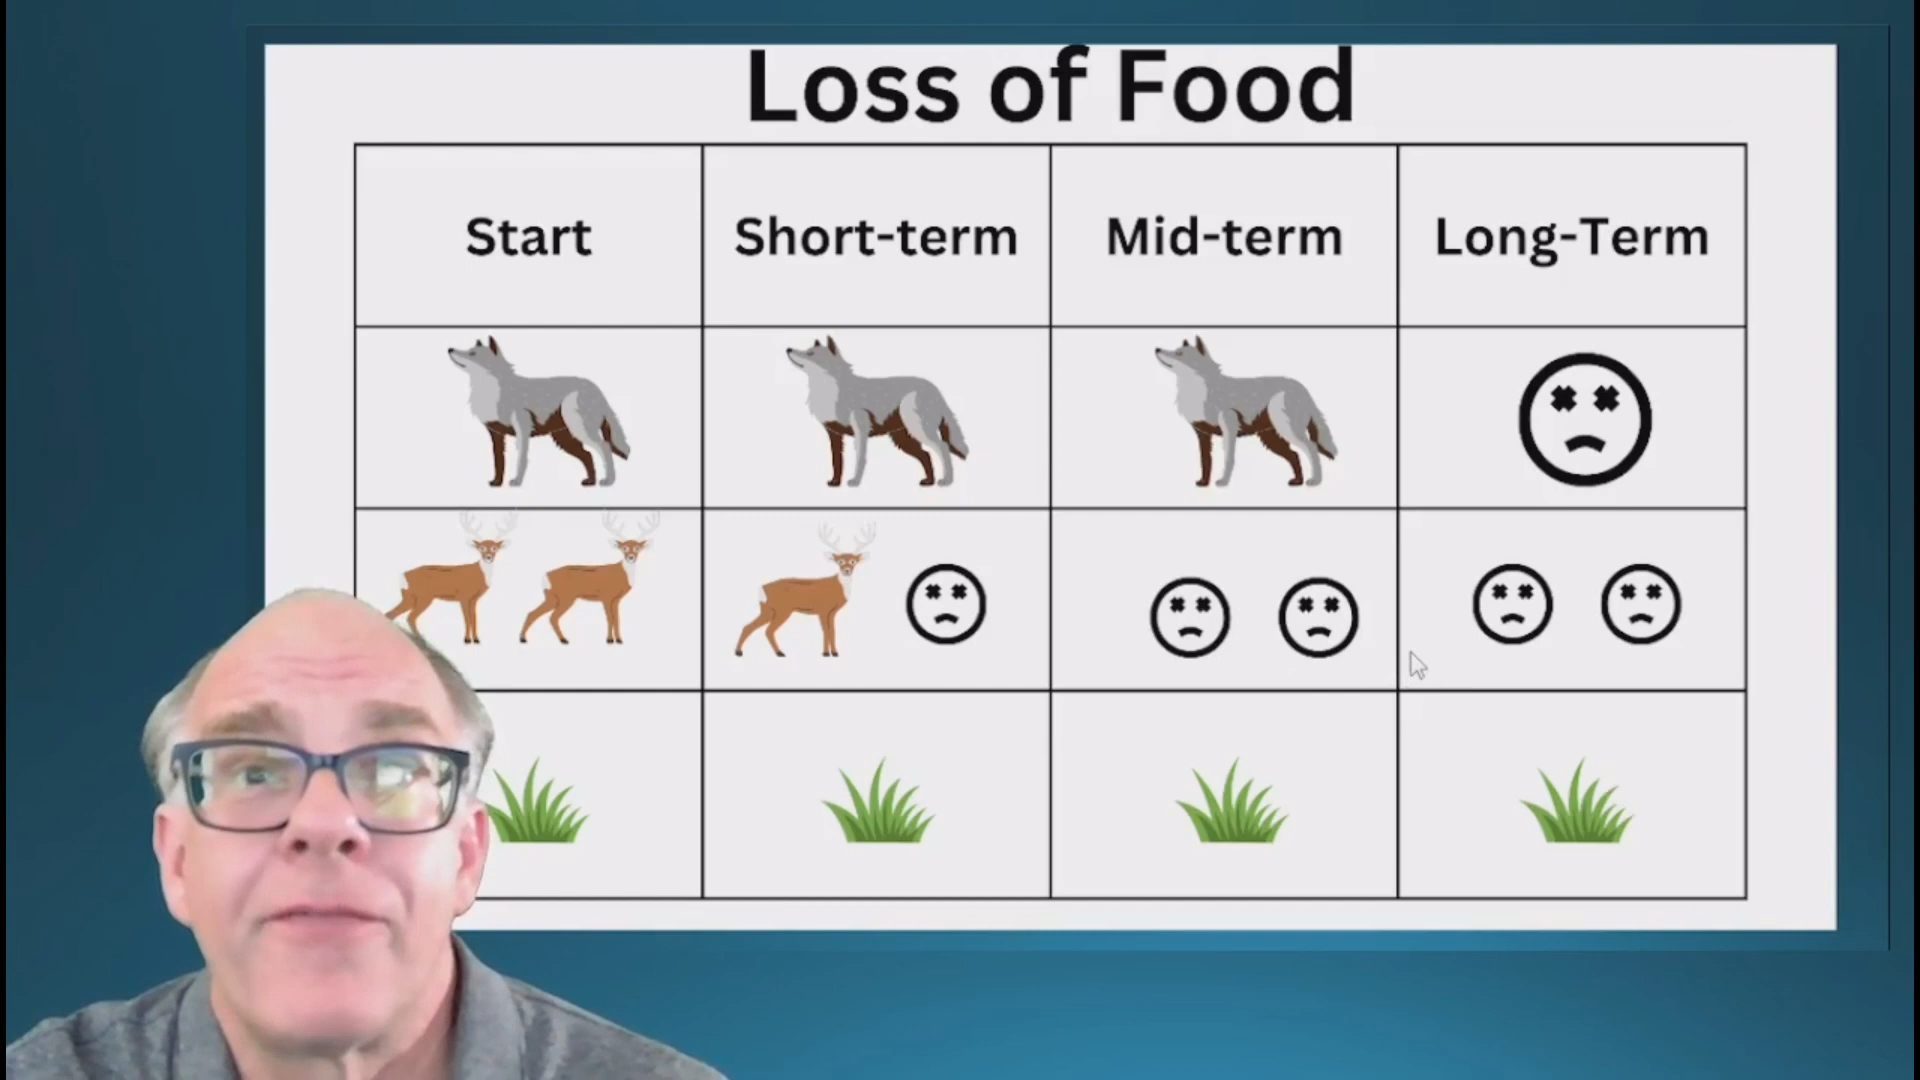 Loss of Food
Start
Short-term
Mid-term
Long-Term